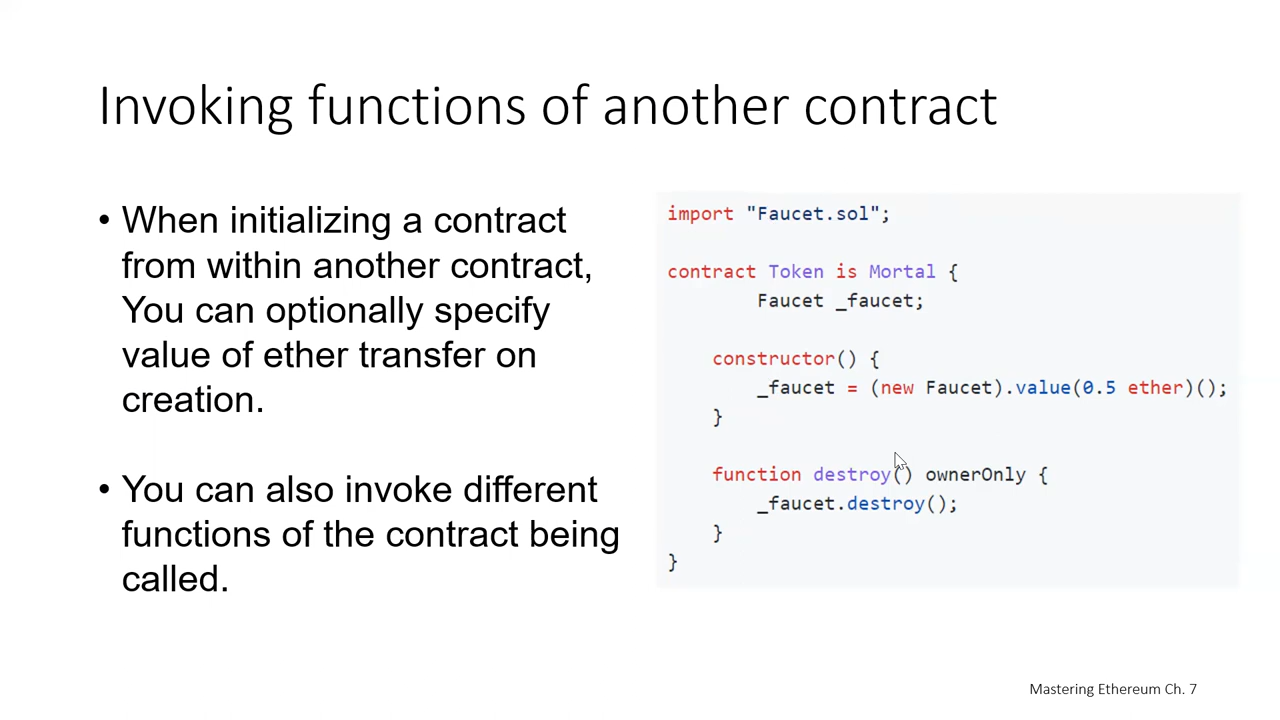 Invoking functions of another contract
• When initializing a contract
from within another contract,
You can optionally specify
value of ether transfer on
creation.
• You can also invoke different
functions of the contract being
called.
import "Faucet.sol";
contract Token is Mortal {
Faucet _faucet;
constructor() {
_faucet = (new Faucet).value(0.5 ether)();
}
function destroy() ownerOnly {
_faucet.destroy();
}
}
Mastering Ethereum Ch. 7